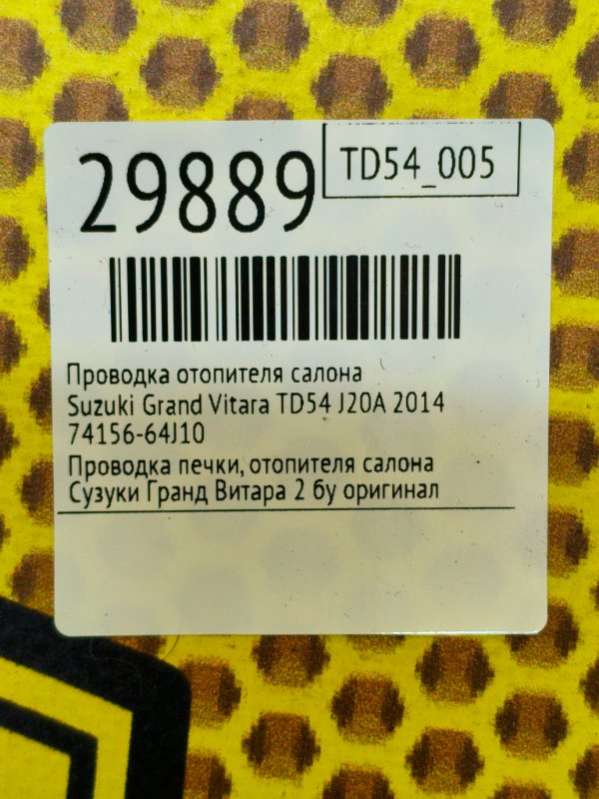 29889
TD54_005
Проводка отопителя салона
Suzuki Grand Vitara TD54 J20A 2014
74156-64J10
Проводка печки, отопителя салона
Сузуки Гранд Витара 2 бу оригинал